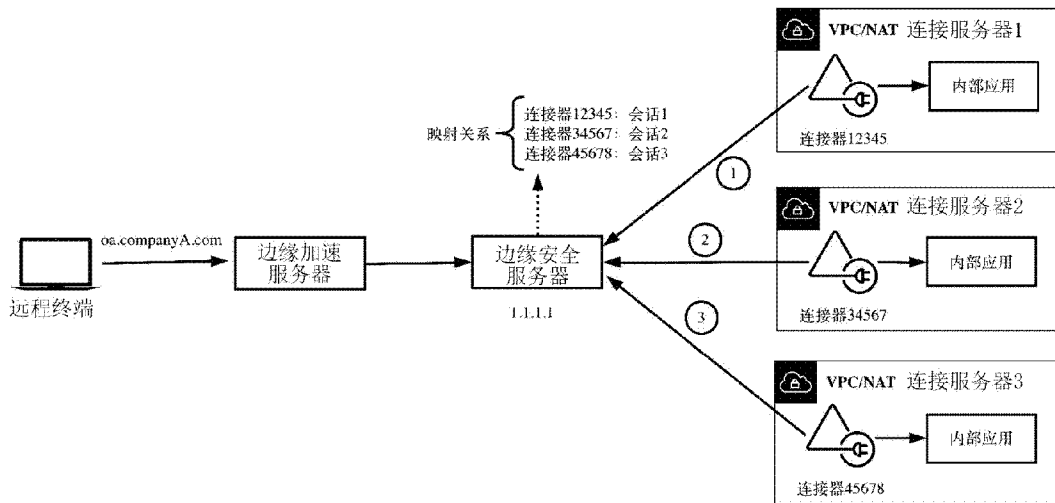 VPC/NAT 连接服务器1
内部应用
连接器12345
映射关系
连接器12345：会话1
连接器34567：会话2
连接器45678：会话3
1
VPC/NAT 连接服务器2
内部应用
连接器34567
2
oa.companyA.com
远程终端
边缘加速
服务器
边缘安全
服务器
1.1.1.1
3
VPC/NAT 连接服务器3
内部应用
连接器45678